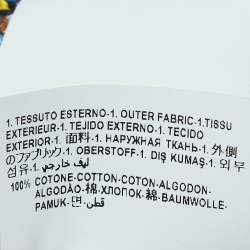 1. TESSUTO ESTERNO-1. OUTER FABRIC-1.TISSU
EXTERIEUR-1. TEJIDO EXTERNO-1. TECIDO
EXTERIOR-1. 面料-1. НАРУЖНАЯ ТКАНЬ-1. 外側
のファブリック-1. OBERSTOFF-1. DIŞ KUMAŞ-1. 외부
섬유-1. ليف خارجي
100% COTONE-COTTON-COTON-ALGODON-
ALGODÃO-棉-ХЛОПОК-綿-BAUMWOLLE-
PAMUK-면-قطن